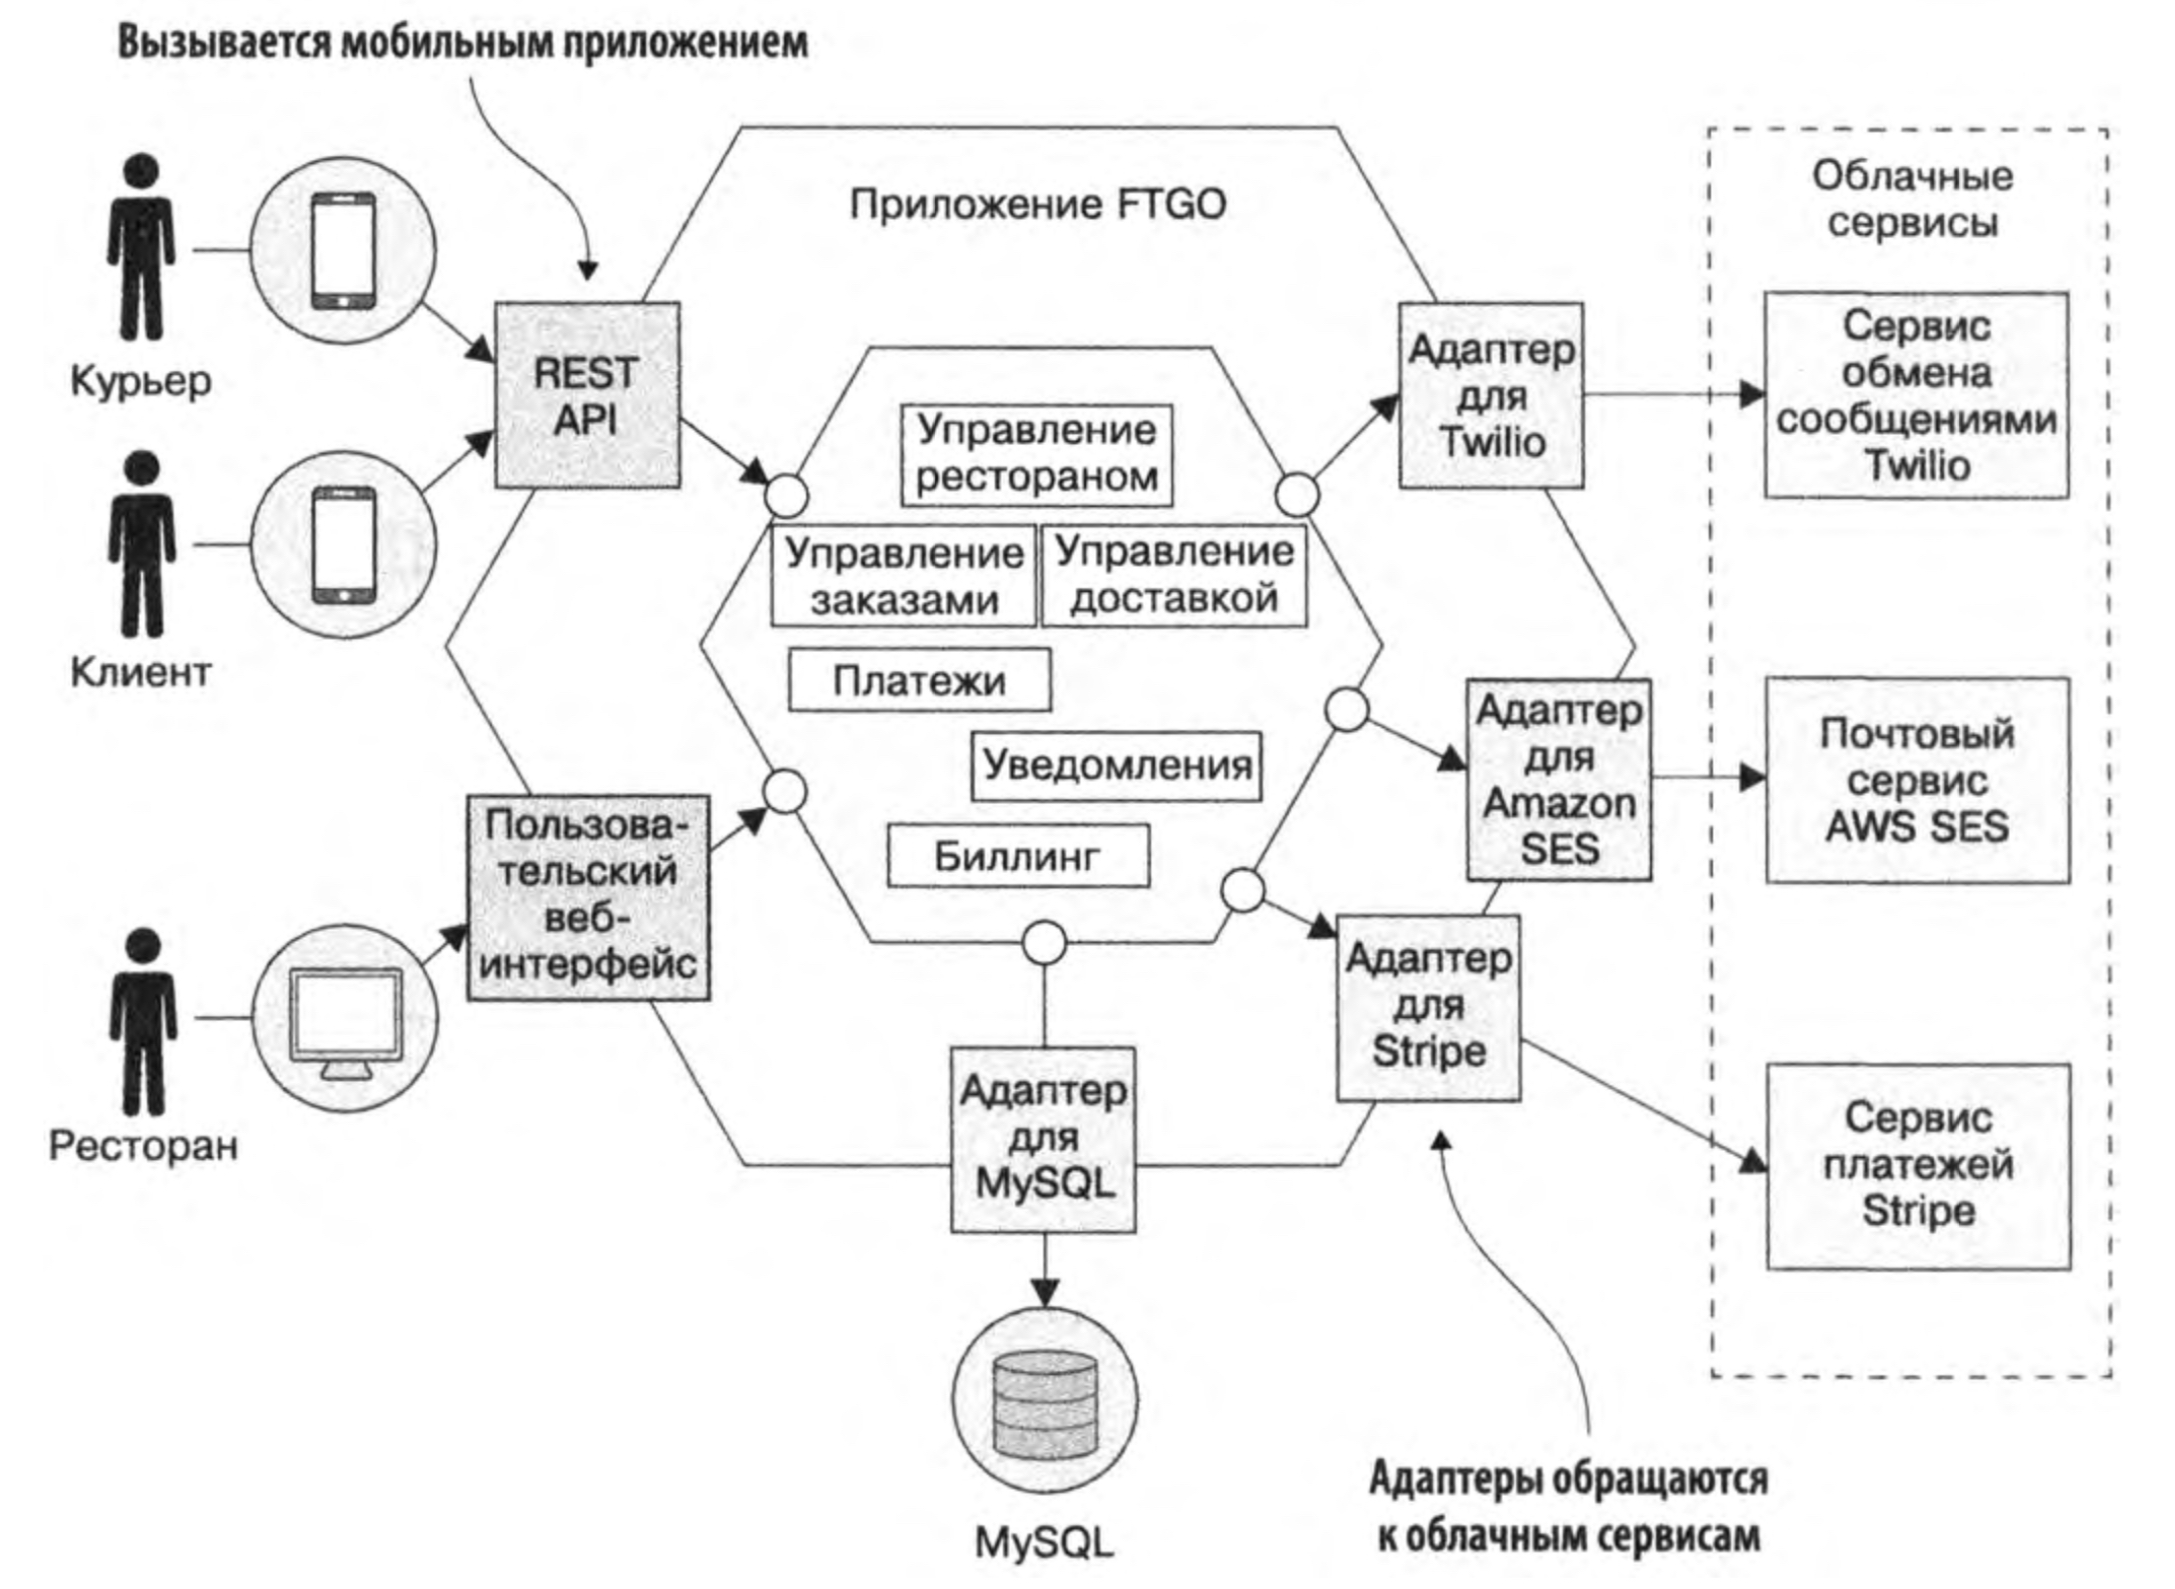 Вызывается мобильным приложением
Курьер
Клиент
Ресторан
REST
API
Пользова-
тельский
веб-
интерфейс
Приложение FTGO
Управление
рестораном
Управление
заказами
Управление
доставкой
Платежи
Уведомления
Биллинг
Адаптер
для
Twilio
Адаптер
для
Amazon
SES
Адаптер
для
Stripe
Адаптер
для
MySQL
MySQL
Облачные
сервисы
Сервис
обмена
сообщениями
Twilio
Почтовый
сервис
AWS SES
Сервис
платежей
Stripe
Адаптеры обращаются
к облачным сервисам